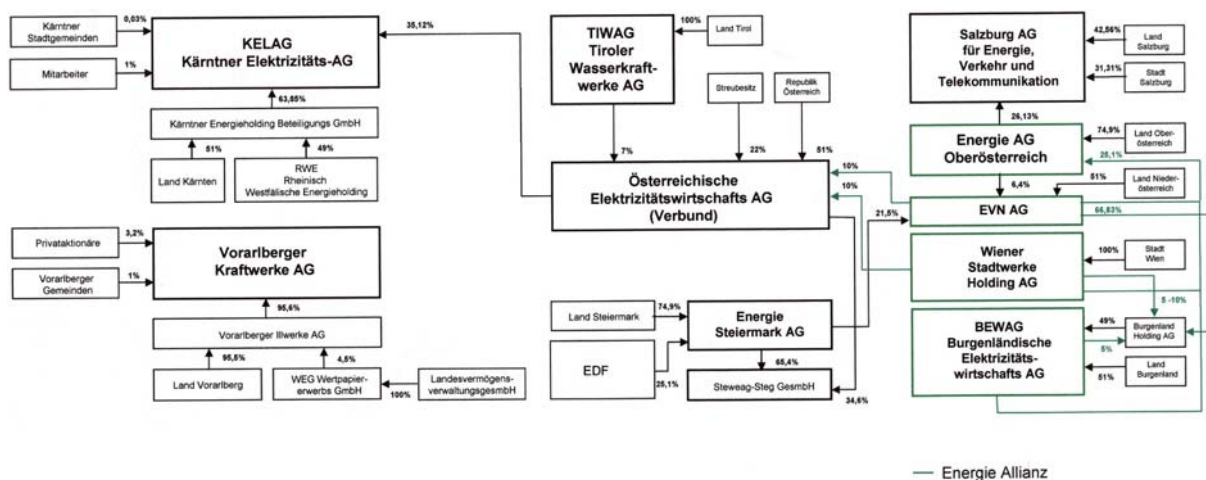 Kärntner
Stadtgemeinden
0,03%
Mitarbeiter
1%
KELAG
Kärntner Elektrizitäts-AG
35,12%
63,85%
Kärntner Energieholding Beteiligungs GmbH
51%
49%
Land Kärnten
RWE
Rheinisch
Westfälische Energieholding
Privataktionäre
3,2%
Vorarlberger
Gemeinden
1%
Vorarlberger
Kraftwerke AG
95,6%
Vorarlberger Illwerke AG
95,5%
4,5%
Land Vorarlberg
WEG Wertpapier-
erwerbs GmbH
100%
Landesvermögens-
verwaltungsgesmbH
TIWAG
Tiroler
Wasserkraft-
werke AG
100%
Land Tirol
Streubesitz
Republik
Österreich
7%
22%
51%
Österreichische
Elektrizitätswirtschafts AG
(Verbund)
10%
10%
21,5%
Land Steiermark
74,9%
EDF
25,1%
Energie
Steiermark AG
65,4%
Steweag-Steg GesmbH
34,6%
Salzburg AG
für Energie,
Verkehr und
Telekommunikation
42,56%
Land
Salzburg
31,31%
Stadt
Salzburg
26,13%
Energie AG
Oberösterreich
74,9%
Land Ober-
österreich
25,1%
6,4%
51%
Land Nieder-
österreich
EVN AG
66,83%
Wiener
Stadtwerke
Holding AG
100%
Stadt
Wien
5 -10%
BEWAG
Burgenländische
Elektrizitäts-
wirtschafts AG
49%
5%
Burgenland
Holding AG
51%
Land
Burgenland
Energie Allianz